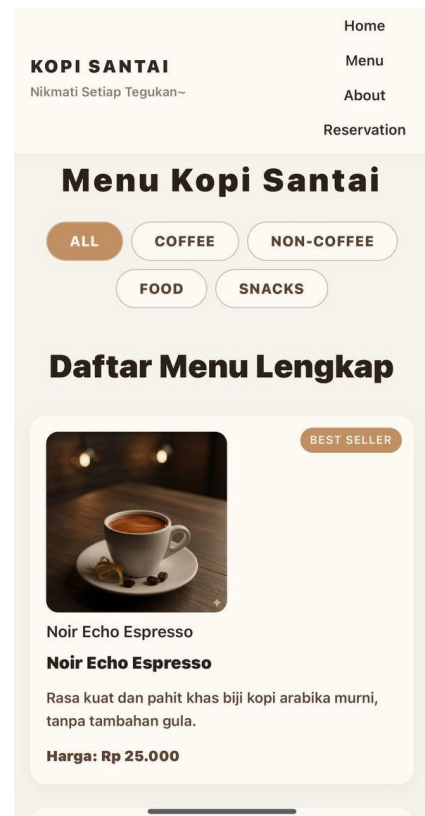 KOPI SANTAI
Nikmati Setiap Tegukan~
Home
Menu
About
Reservation
Menu Kopi Santai
ALL
COFFEE
NON-COFFEE
FOOD
SNACKS
Daftar Menu Lengkap
BEST SELLER
Noir Echo Espresso
Noir Echo Espresso
Rasa kuat dan pahit khas biji kopi arabika murni,
tanpa tambahan gula.
Harga: Rp 25.000